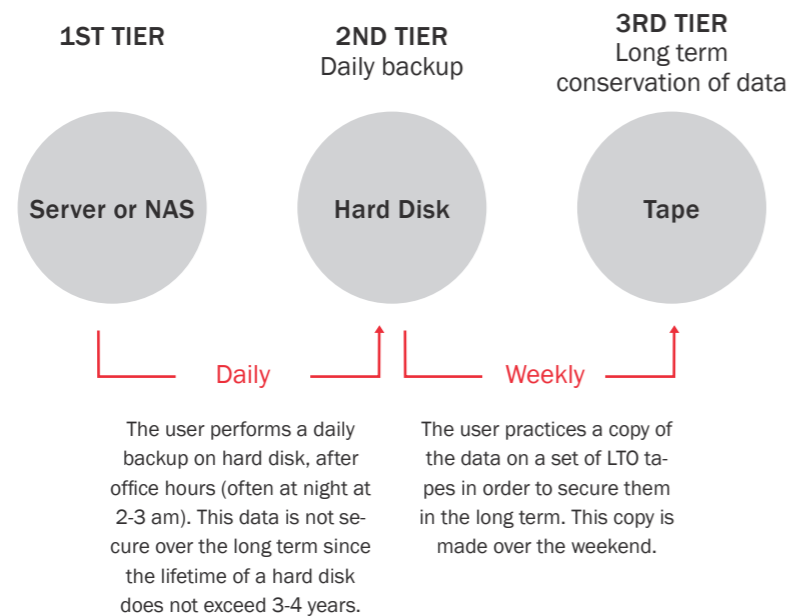 1ST TIER
2ND TIER
Daily backup
3RD TIER
Long term
conservation of data
Server or NAS
Hard Disk
Tape
Daily
Weekly
The user performs a daily
backup on hard disk, after
office hours (often at night at
2-3 am). This data is not se-
cure over the long term since
the lifetime of a hard disk
does not exceed 3-4 years.
The user practices a copy of
the data on a set of LTO ta-
pes in order to secure them
in the long term. This copy is
made over the weekend.